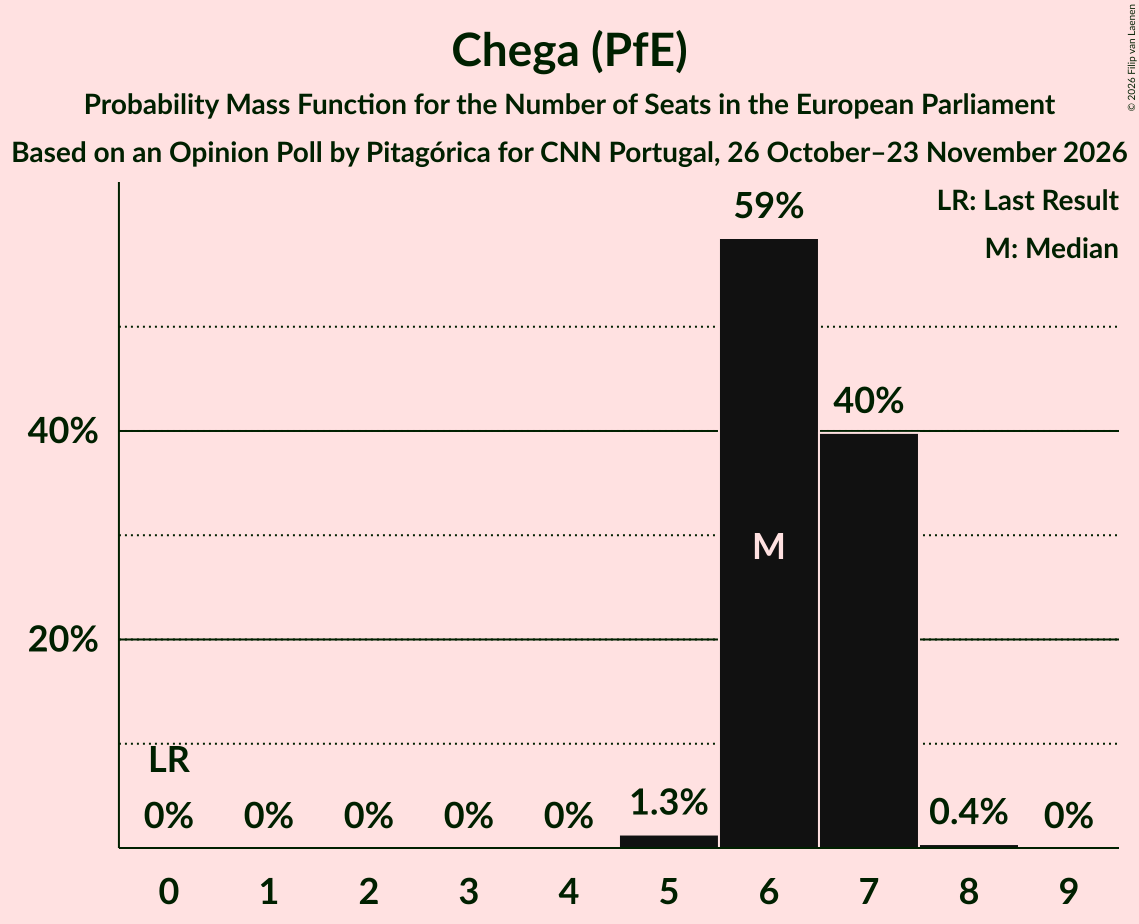 Chega (PfE)
Probability Mass Function for the Number of Seats in the European Parliament
Based on an Opinion Poll by Pitagórica for CNN Portugal, 26 October–23 November 2026
© 2026 Filip van Laenen
LR: Last Result
M: Median
59%
40%
40%
M
20%
LR
0% 0% 0% 0% 0% 1.3% 0.4% 0%
0 1 2 3 4 5 6 7 8 9